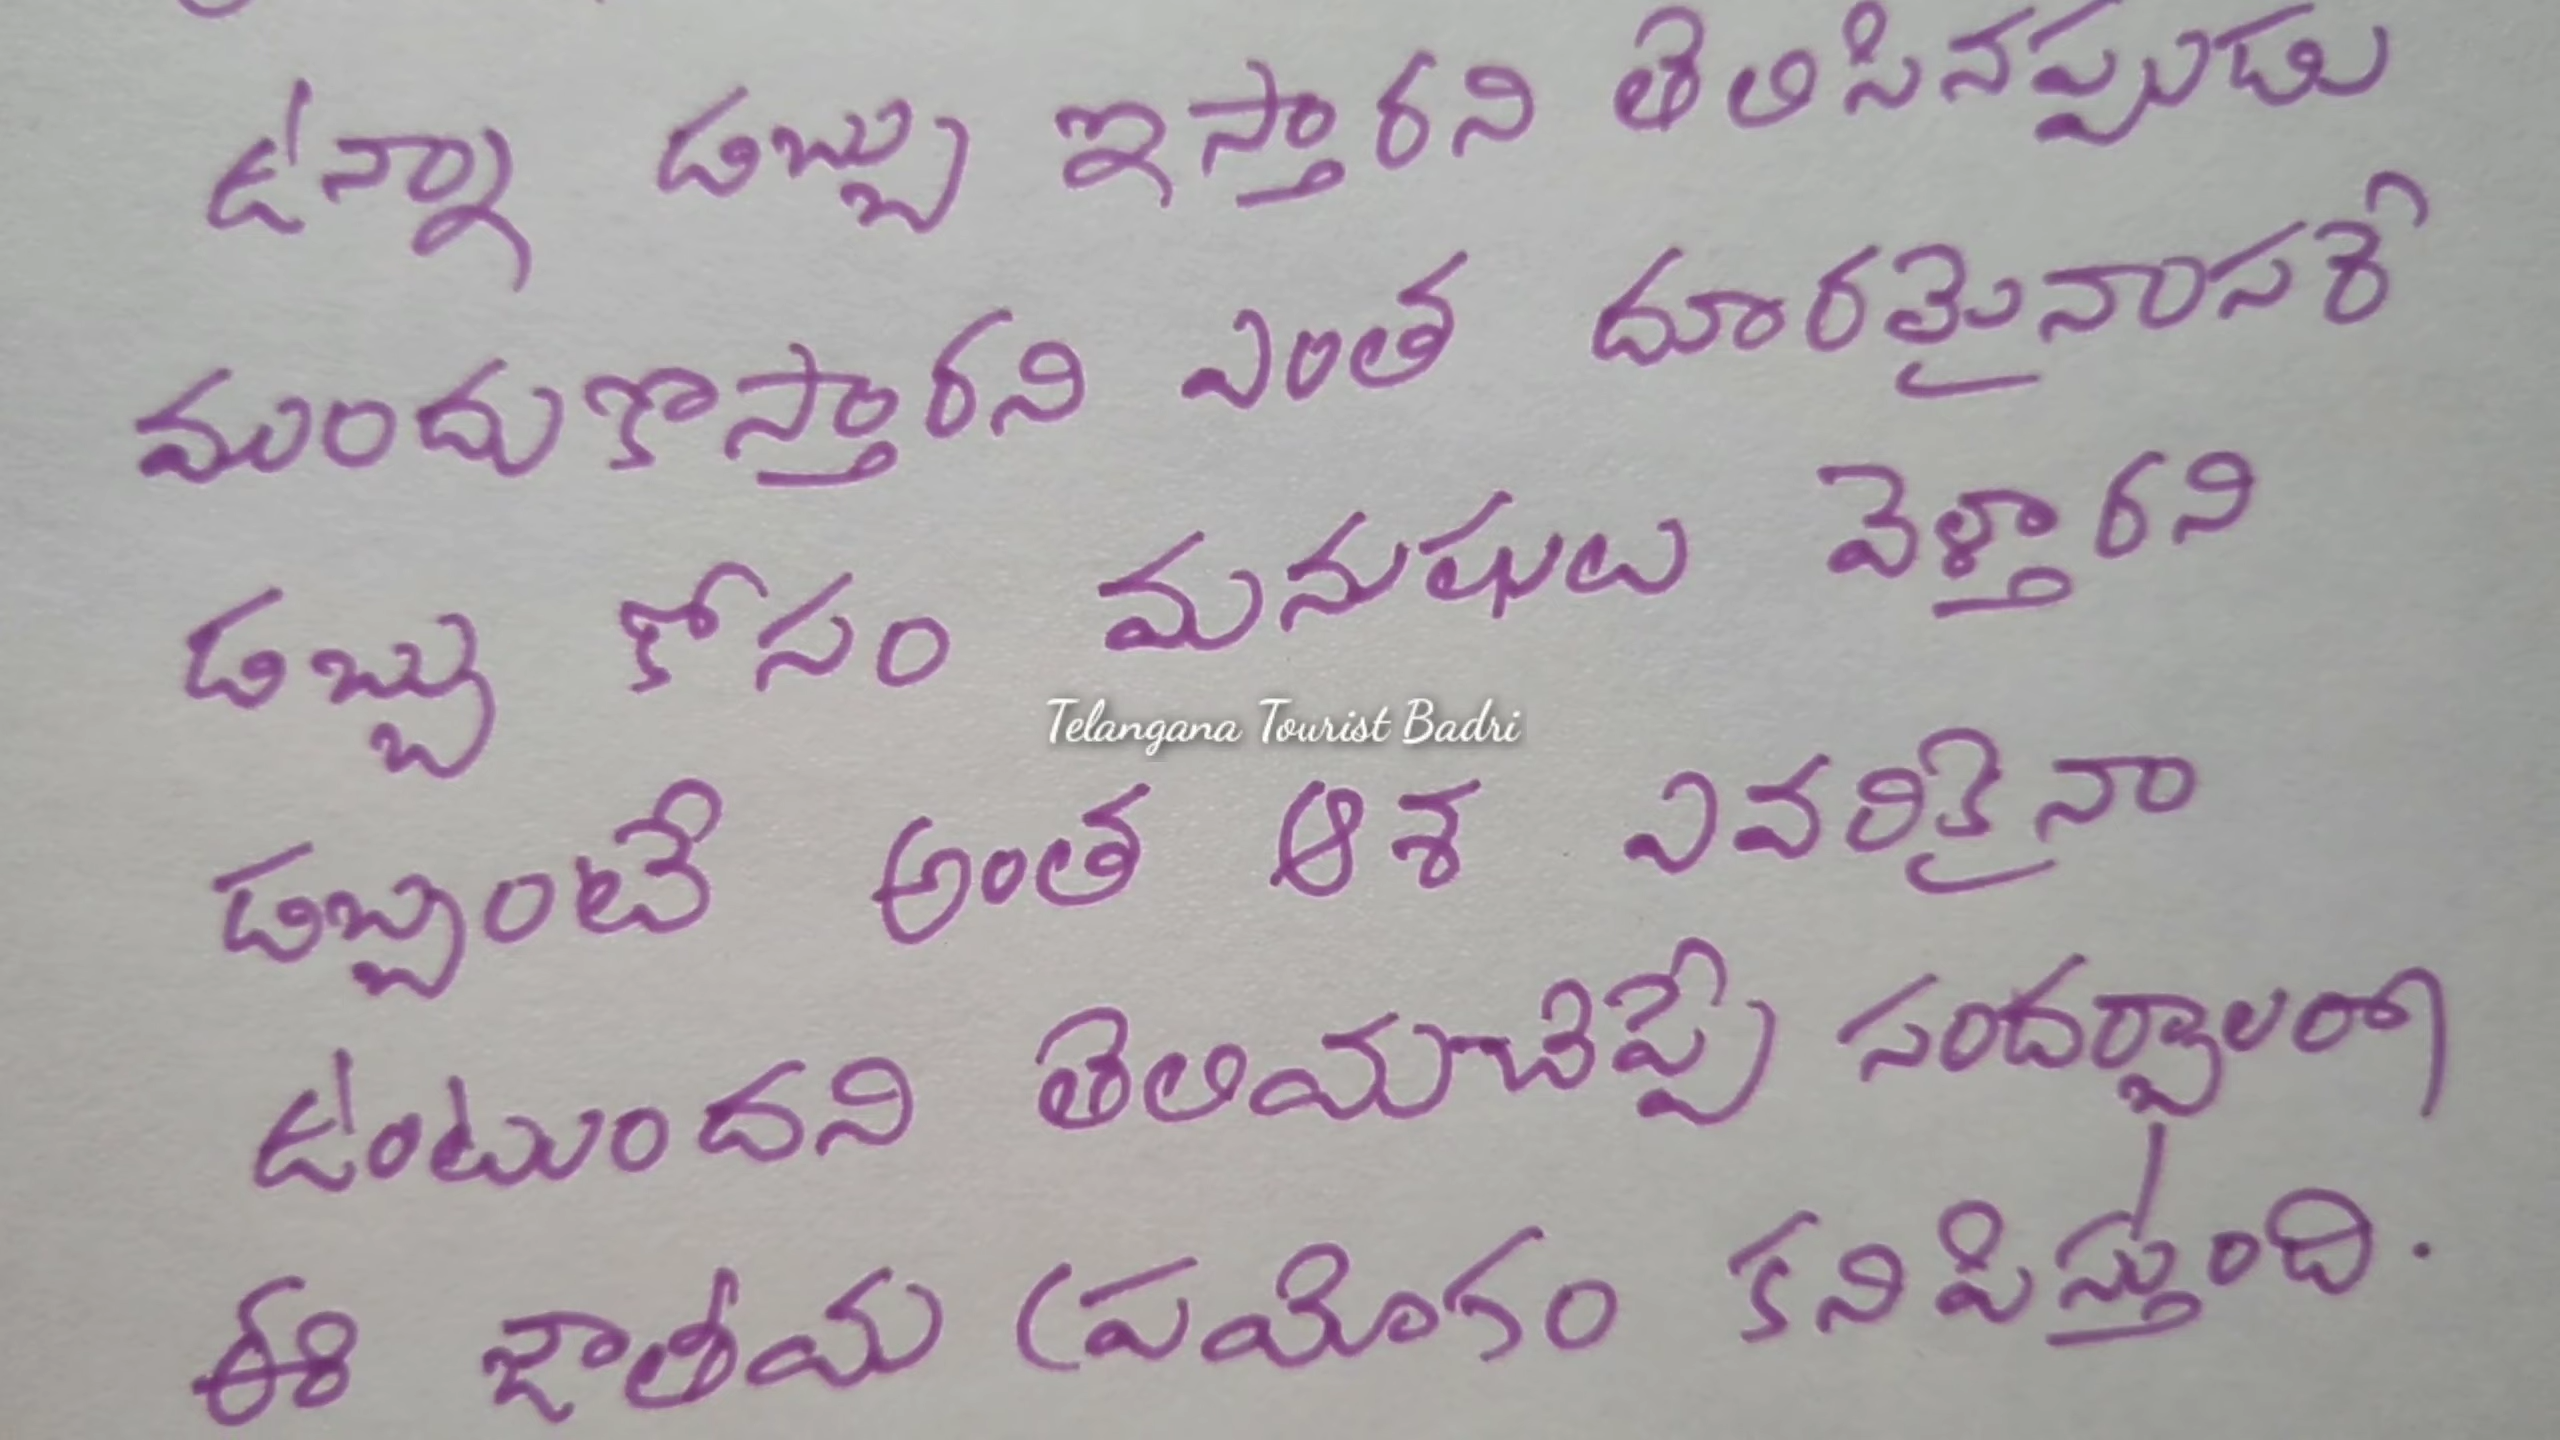 ఉన్నా డబ్బు ఇస్తారని తెలిసినప్పుడు
ముందుకొస్తారని ఎంత దూరమైనాసరే
డబ్బు కోసం మనుషులు వెళ్తారని
Telangana Tourist Badri
డబ్బంటే అంత ఆశ ఎవరికైనా
ఉంటుందని తెలియచెప్పే సందర్భాలలో
ఈ జాతీయ ప్రయోగం కనిపిస్తుంది.